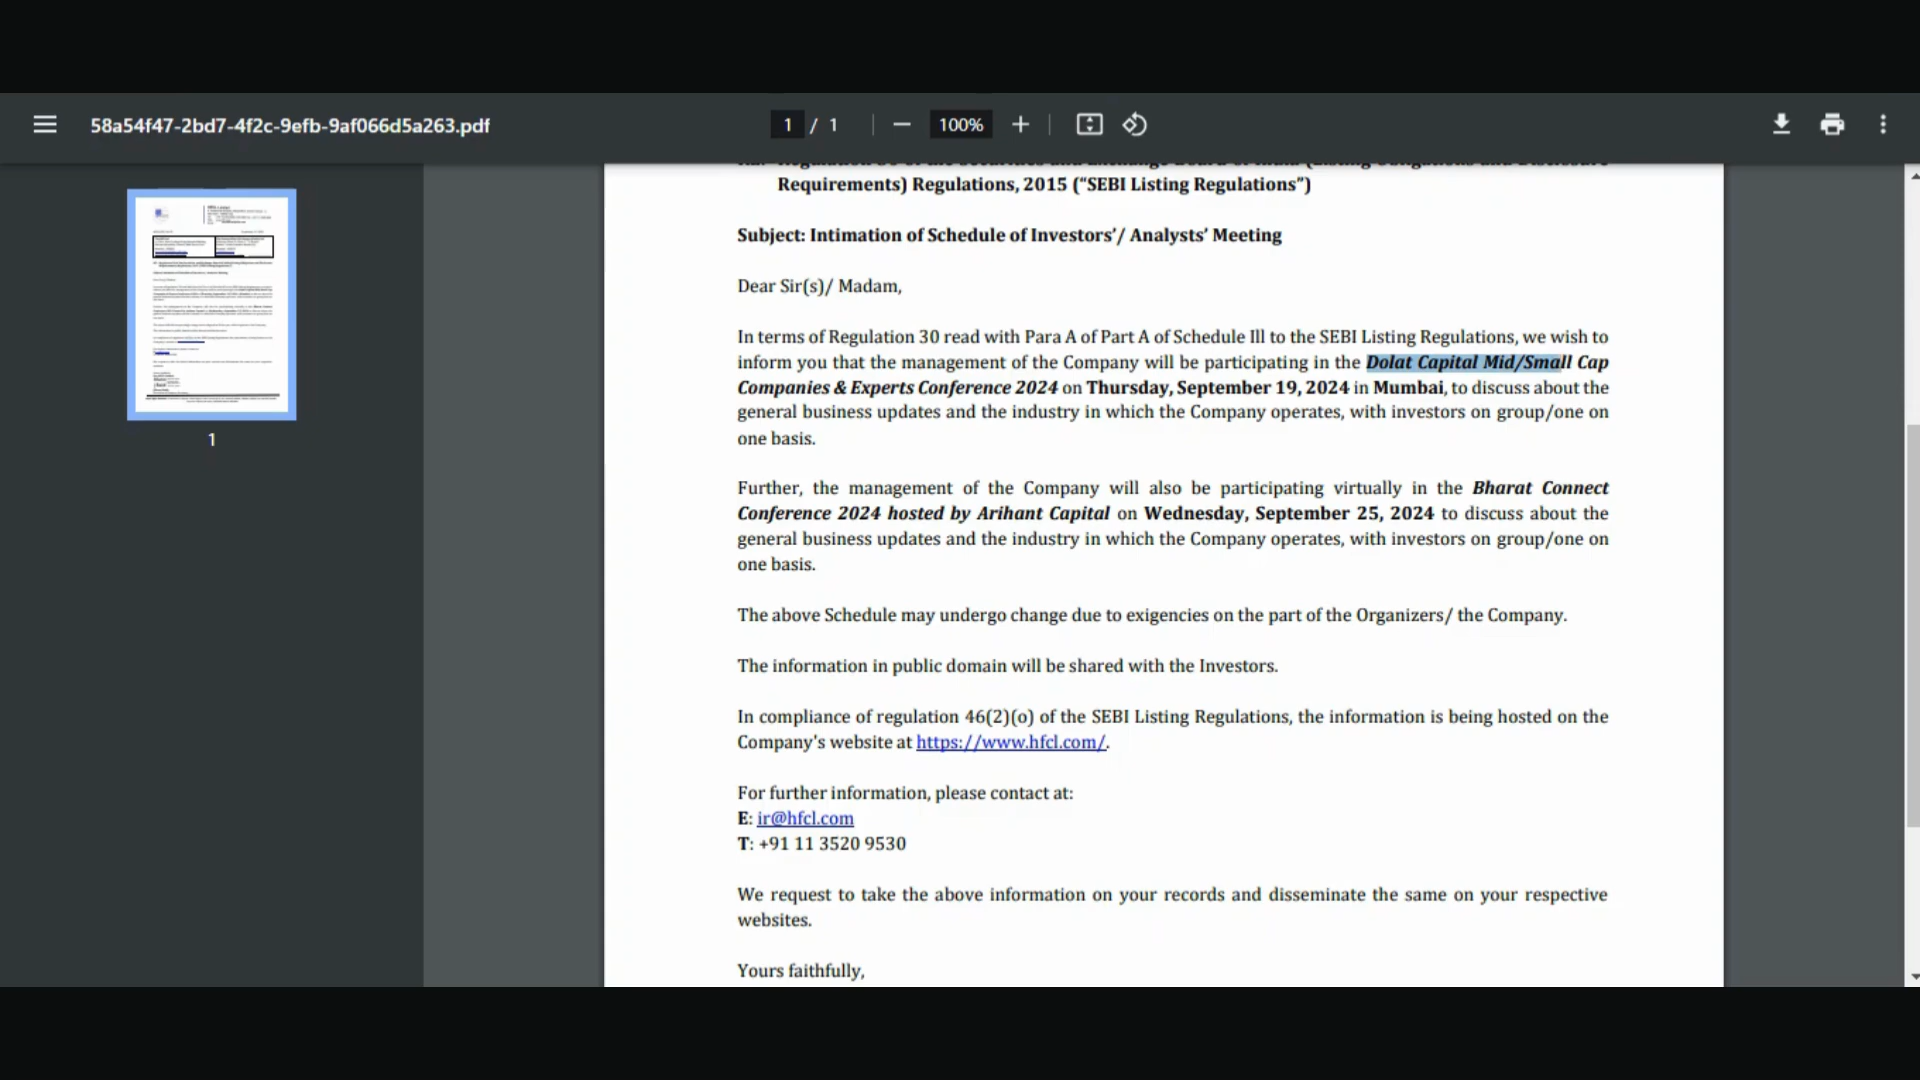 58a54f47-2bd7-4f2c-9efb-9af066d5a263.pdf
1 / 1
100%
1
Requirements) Regulations, 2015 (“SEBI Listing Regulations”)
Subject: Intimation of Schedule of Investors’/ Analysts’ Meeting
Dear Sir(s)/ Madam,
In terms of Regulation 30 read with Para A of Part A of Schedule III to the SEBI Listing Regulations, we wish to
inform you that the management of the Company will be participating in the Dolat Capital Mid/Small Cap
Companies & Experts Conference 2024 on Thursday, September 19, 2024 in Mumbai, to discuss about the
general business updates and the industry in which the Company operates, with investors on group/one on
one basis.
Further, the management of the Company will also be participating virtually in the Bharat Connect
Conference 2024 hosted by Arihant Capital on Wednesday, September 25, 2024 to discuss about the
general business updates and the industry in which the Company operates, with investors on group/one on
one basis.
The above Schedule may undergo change due to exigencies on the part of the Organizers/ the Company.
The information in public domain will be shared with the Investors.
In compliance of regulation 46(2)(o) of the SEBI Listing Regulations, the information is being hosted on the
Company's website at https://www.hfcl.com/.
For further information, please contact at:
E: ir@hfcl.com
T: +91 11 3520 9530
We request to take the above information on your records and disseminate the same on your respective
websites.
Yours faithfully,